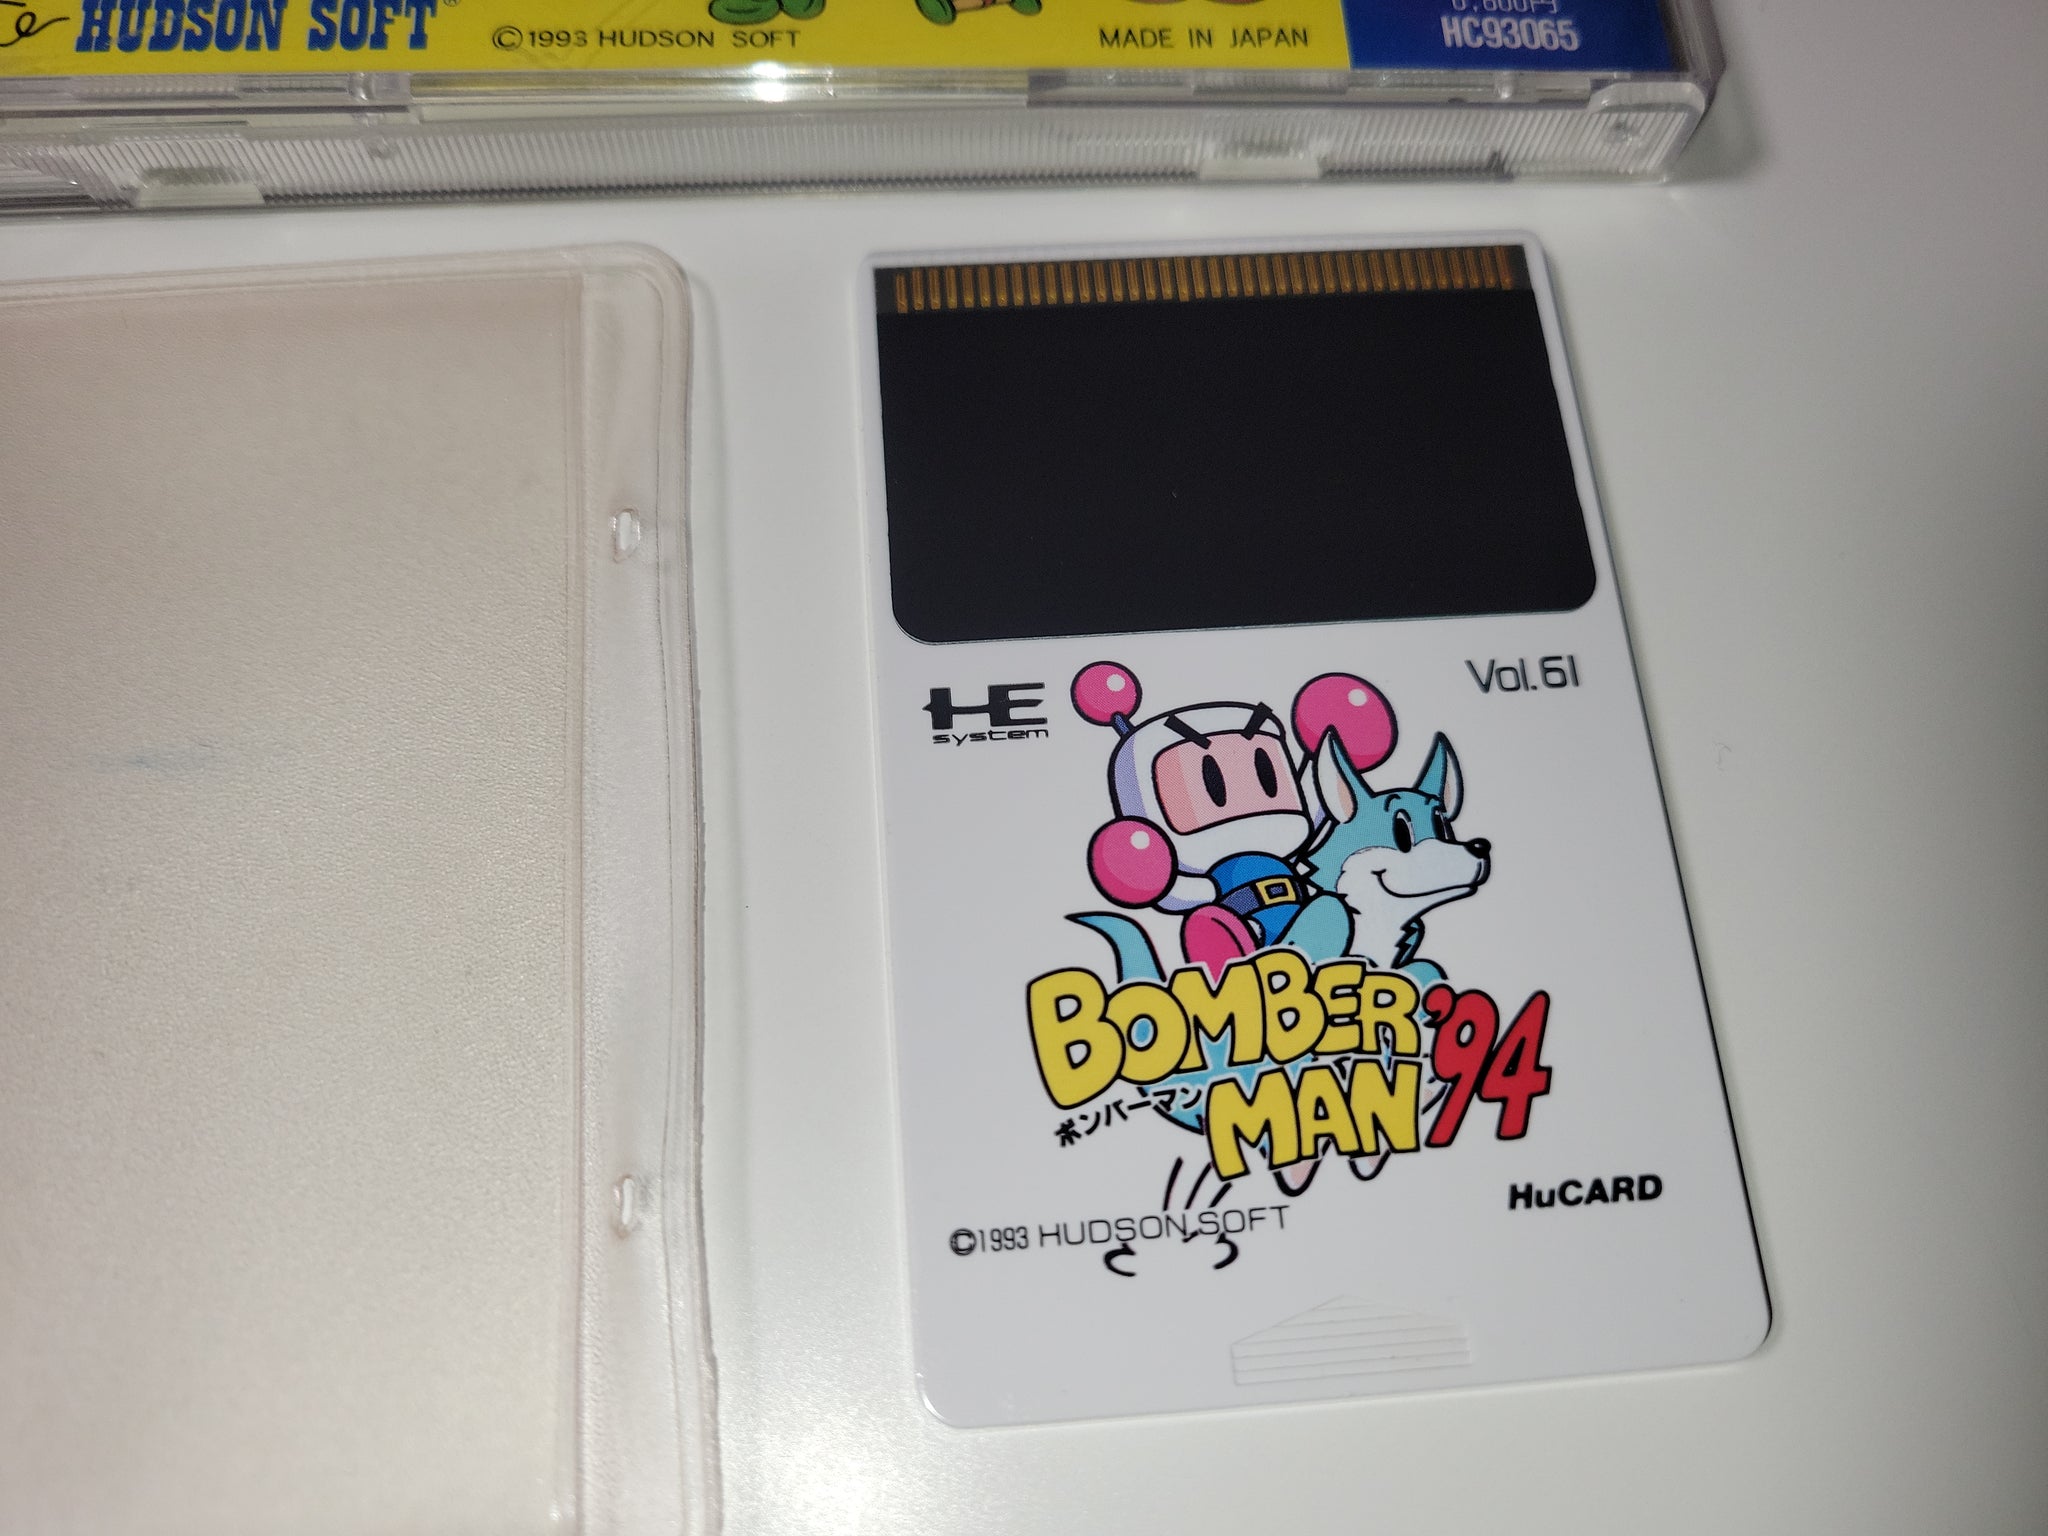 HUDSON SOFT®
©1993 HUDSON SOFT
MADE IN JAPAN
HC93065
HE
system
Vol.61
BOMBER
MAN
'94
ボンバーマン
HuCARD
©1993 HUDSON SOFT